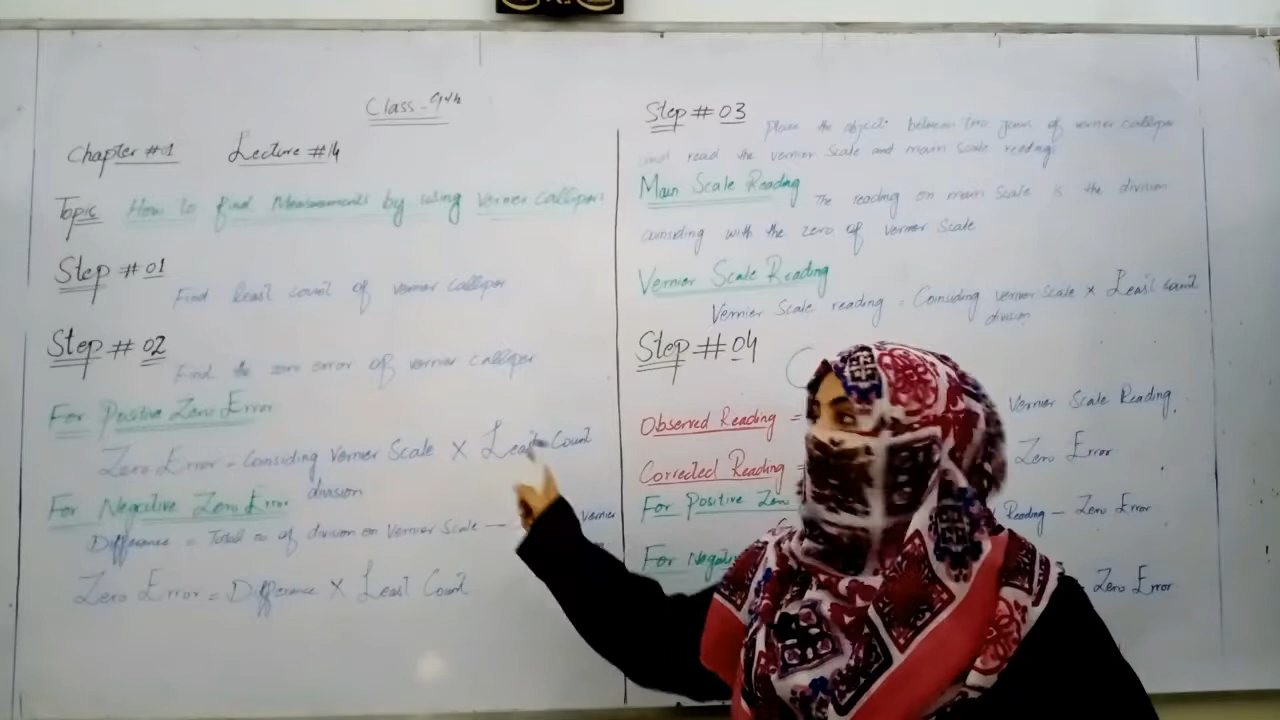 Class-9th
Chapter #01 Lecture #14
Topic How to find Measurements by using Vernier Callipers
Step #01
Find least count of vernier calliper
Step #02
Find the zero error of vernier calliper
For Positive Zero Error
Zero Error = Coinsiding Vernier Scale × Least Count
division
For Negative Zero Error
Difference = Total no of division on Vernier Scale — vernier
Zero Error = Difference × Least Count
Step #03
Place the object between two jaws of vernier calliper
and read the vernier Scale and main Scale readings
Main Scale Reading
The reading on main Scale is the division
coinsiding with the zero of Vernier Scale
Vernier Scale Reading
Vernier Scale reading = Coinsiding vernier Scale × Least Count
division
Step #04
Observed Reading = Vernier Scale Reading
Corrected Reading = Zero Error
For Positive Zero
Reading — Zero Error
For Negati
Zero Error